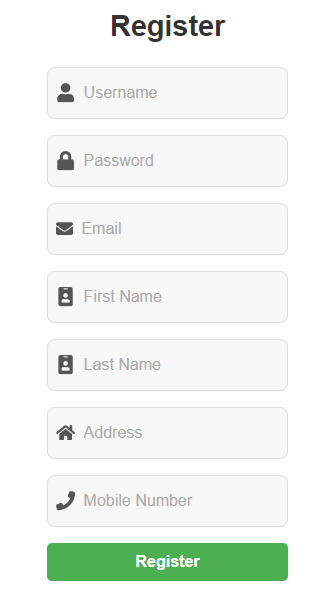 Register
Username
Password
Email
First Name
Last Name
Address
Mobile Number
Register